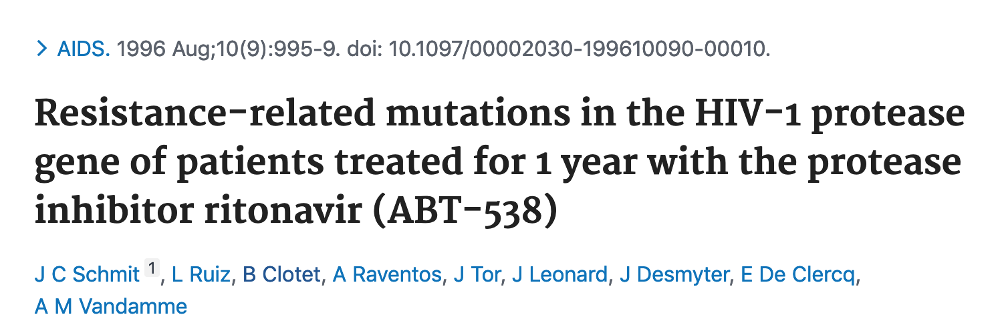 > AIDS. 1996 Aug;10(9):995-9. doi: 10.1097/00002030-199610090-00010.
Resistance-related mutations in the HIV-1 protease
gene of patients treated for 1 year with the protease
inhibitor ritonavir (ABT-538)
J C Schmit 1, L Ruiz, B Clotet, A Raventos, J Tor, J Leonard, J Desmyter, E De Clercq,
A M Vandamme